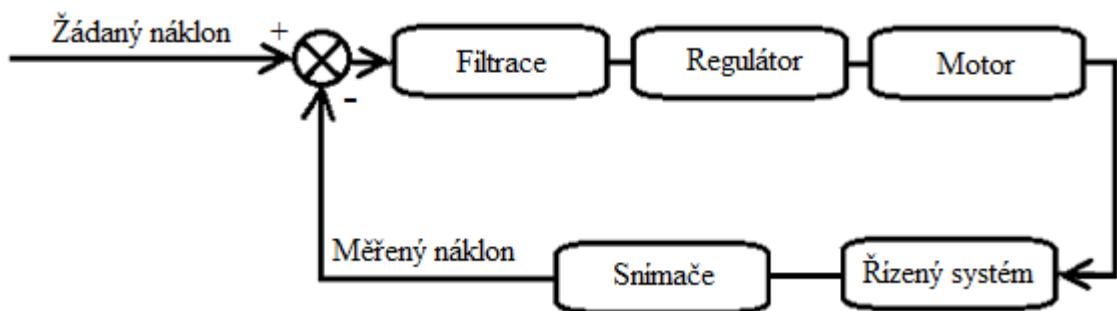 Žádaný náklon
+
-
Filtrace
Regulátor
Motor
Měřený náklon
Snímače
Řízený systém